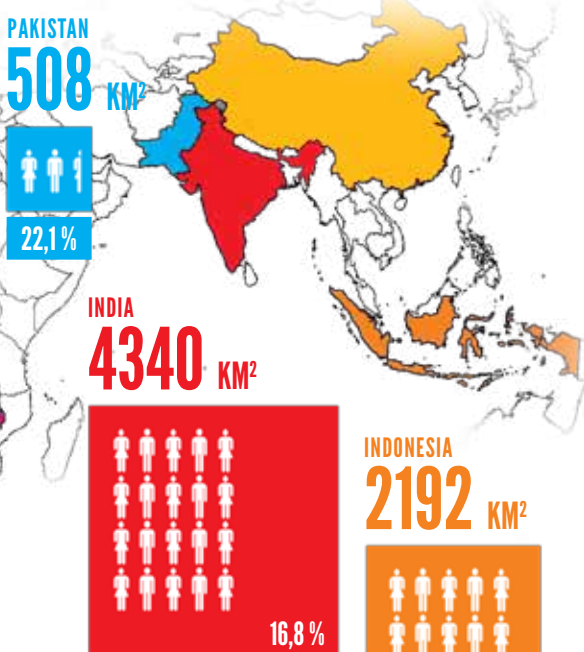 PAKISTAN
508 KM²
22,1 %
INDIA
4340 KM²
16,8 %
INDONESIA
2192 KM²